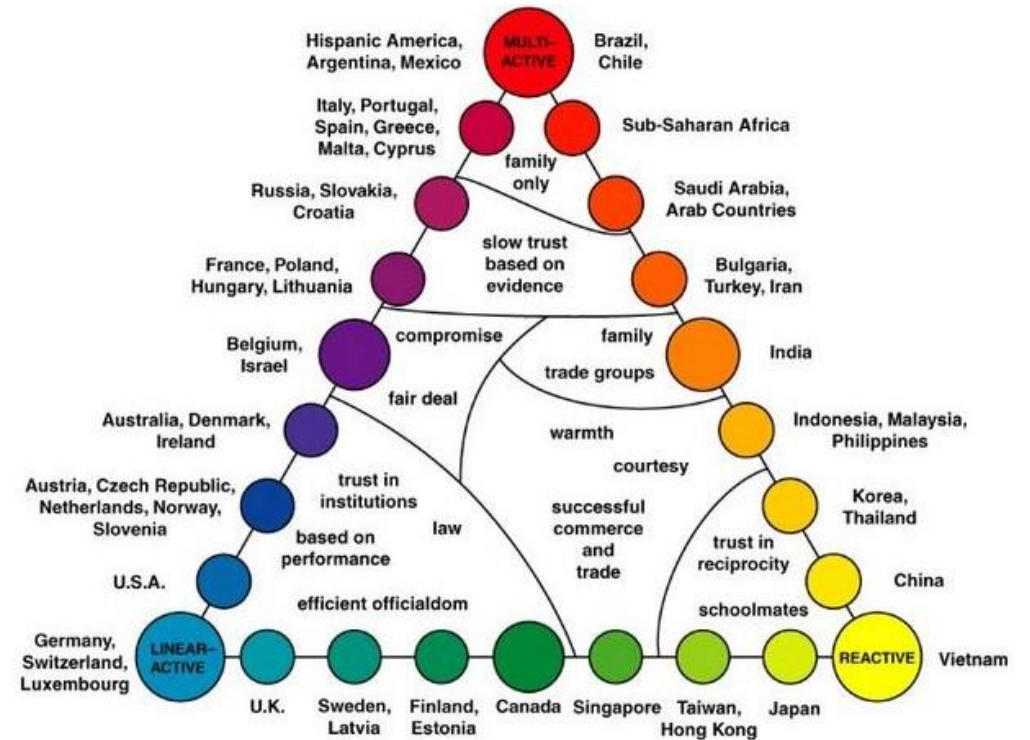 Hispanic America,
Argentina, Mexico
MULTI-
ACTIVE
Brazil,
Chile
Italy, Portugal,
Spain, Greece,
Malta, Cyprus
Sub-Saharan Africa
family
only
Russia, Slovakia,
Croatia
Saudi Arabia,
Arab Countries
slow trust
based on
evidence
France, Poland,
Hungary, Lithuania
Bulgaria,
Turkey, Iran
compromise
family
Belgium,
Israel
India
trade groups
fair deal
Australia, Denmark,
Ireland
Indonesia, Malaysia,
Philippines
warmth
courtesy
Austria, Czech Republic,
Netherlands, Norway,
Slovenia
trust in
institutions
law
based on
performance
successful
commerce
and
trade
Korea,
Thailand
trust in
reciprocity
U.S.A.
China
efficient officialdom
schoolmates
Germany,
Switzerland,
Luxembourg
LINEAR-
ACTIVE
REACTIVE
Vietnam
U.K.
Sweden,
Latvia
Finland,
Estonia
Canada
Singapore
Taiwan,
Hong Kong
Japan